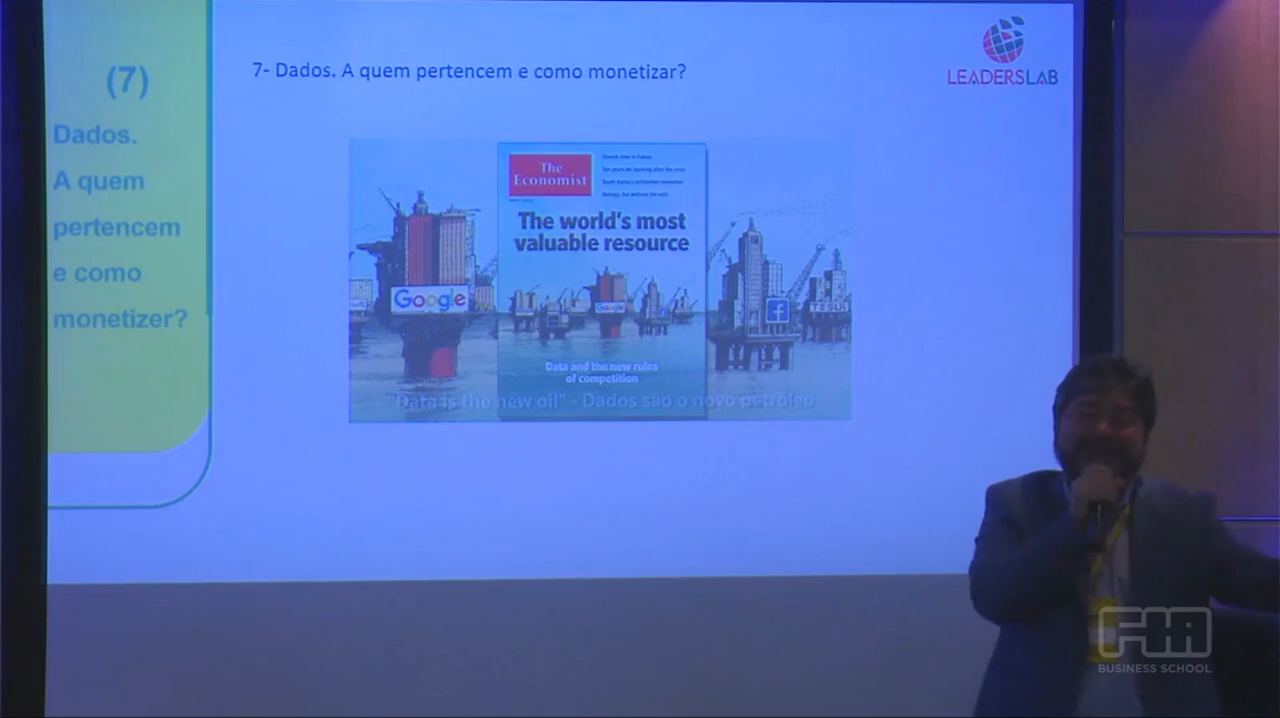 (7)
Dados.
A quem
pertencem
e como
monetizer?
7- Dados. A quem pertencem e como monetizar?
LEADERSLAB
The
Economist
The world's most
valuable resource
Google
Google
TESLA
Data and the new rules
of competition
"Data is the new oil" - Dados são o novo petróleo
FIA
BUSINESS SCHOOL